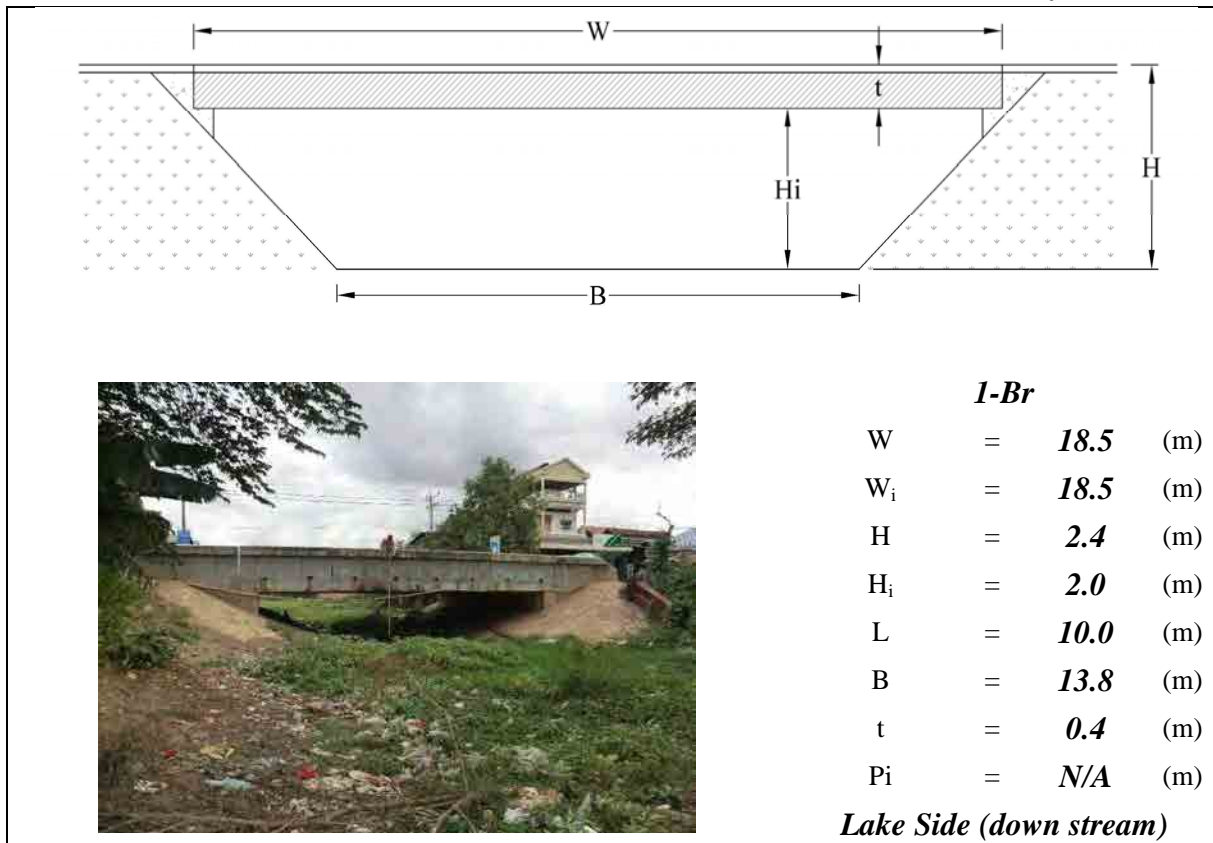 W
t
Hi
H
B
1-Br
W = 18.5 (m)
Wi = 18.5 (m)
H = 2.4 (m)
Hi = 2.0 (m)
L = 10.0 (m)
B = 13.8 (m)
t = 0.4 (m)
Pi = N/A (m)
Lake Side (down stream)